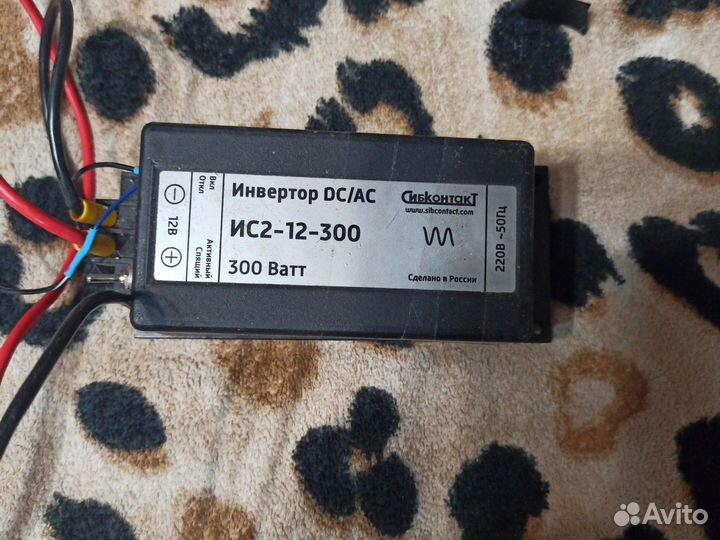 Вкл
Откл
12В
Активный
Спящий
Инвертор DC/AC
ИС2-12-300
300 Ватт
СибконтакТ
www.sibcontact.com
Сделано в России
220В ~50Гц
Avito